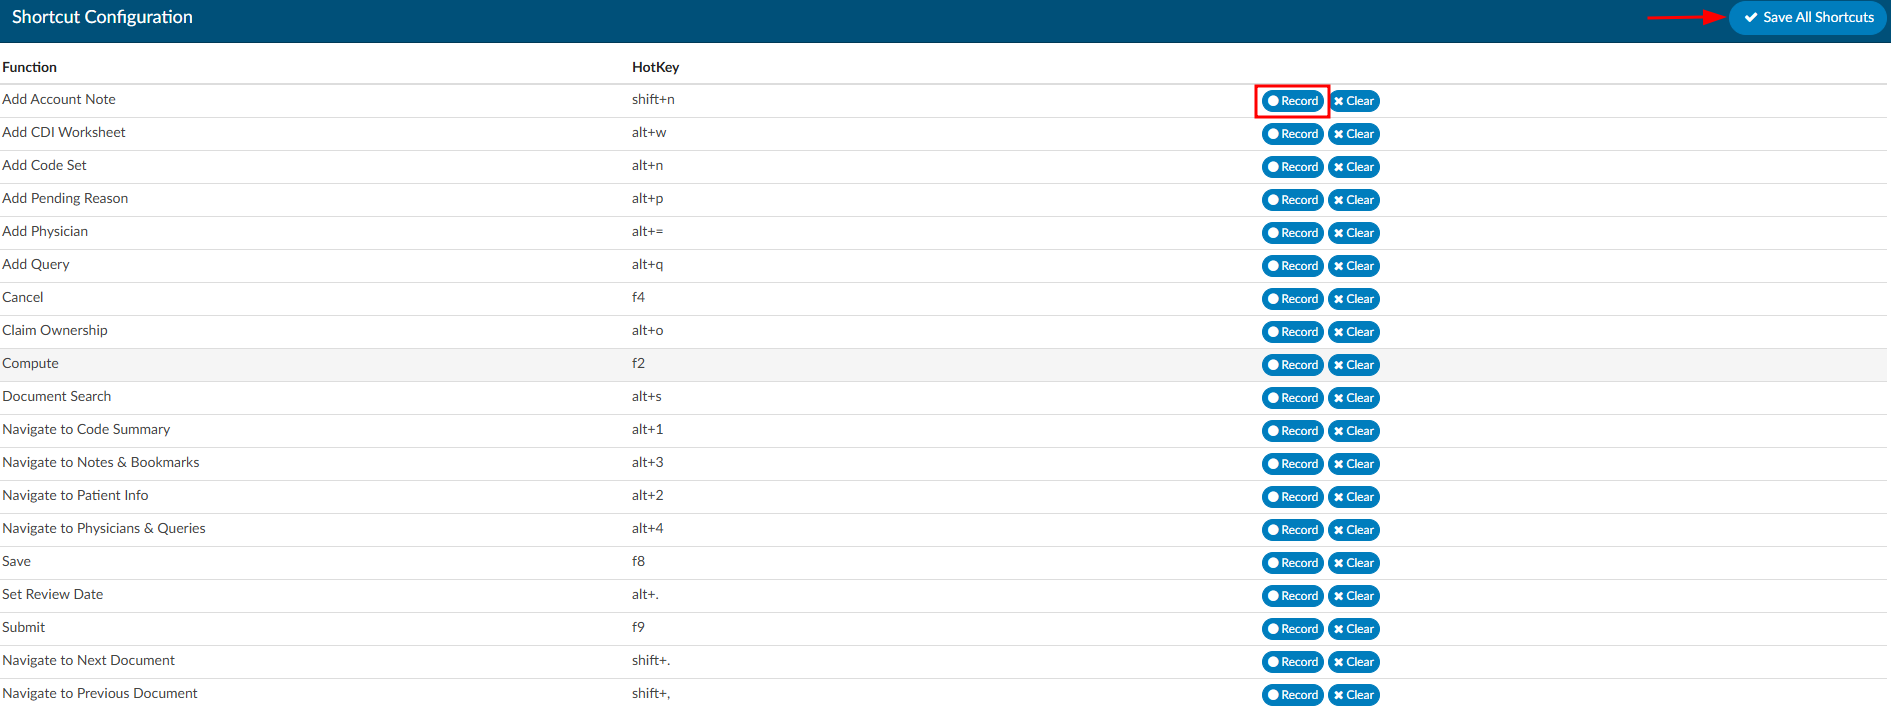 Shortcut Configuration Save All Shortcuts
Function HotKey
Add Account Note shift+n Record Clear
Add CDI Worksheet alt+w Record Clear
Add Code Set alt+n Record Clear
Add Pending Reason alt+p Record Clear
Add Physician alt+= Record Clear
Add Query alt+q Record Clear
Cancel f4 Record Clear
Claim Ownership alt+o Record Clear
Compute f2 Record Clear
Document Search alt+s Record Clear
Navigate to Code Summary alt+1 Record Clear
Navigate to Notes & Bookmarks alt+3 Record Clear
Navigate to Patient Info alt+2 Record Clear
Navigate to Physicians & Queries alt+4 Record Clear
Save f8 Record Clear
Set Review Date alt+. Record Clear
Submit f9 Record Clear
Navigate to Next Document shift+. Record Clear
Navigate to Previous Document shift+, Record Clear